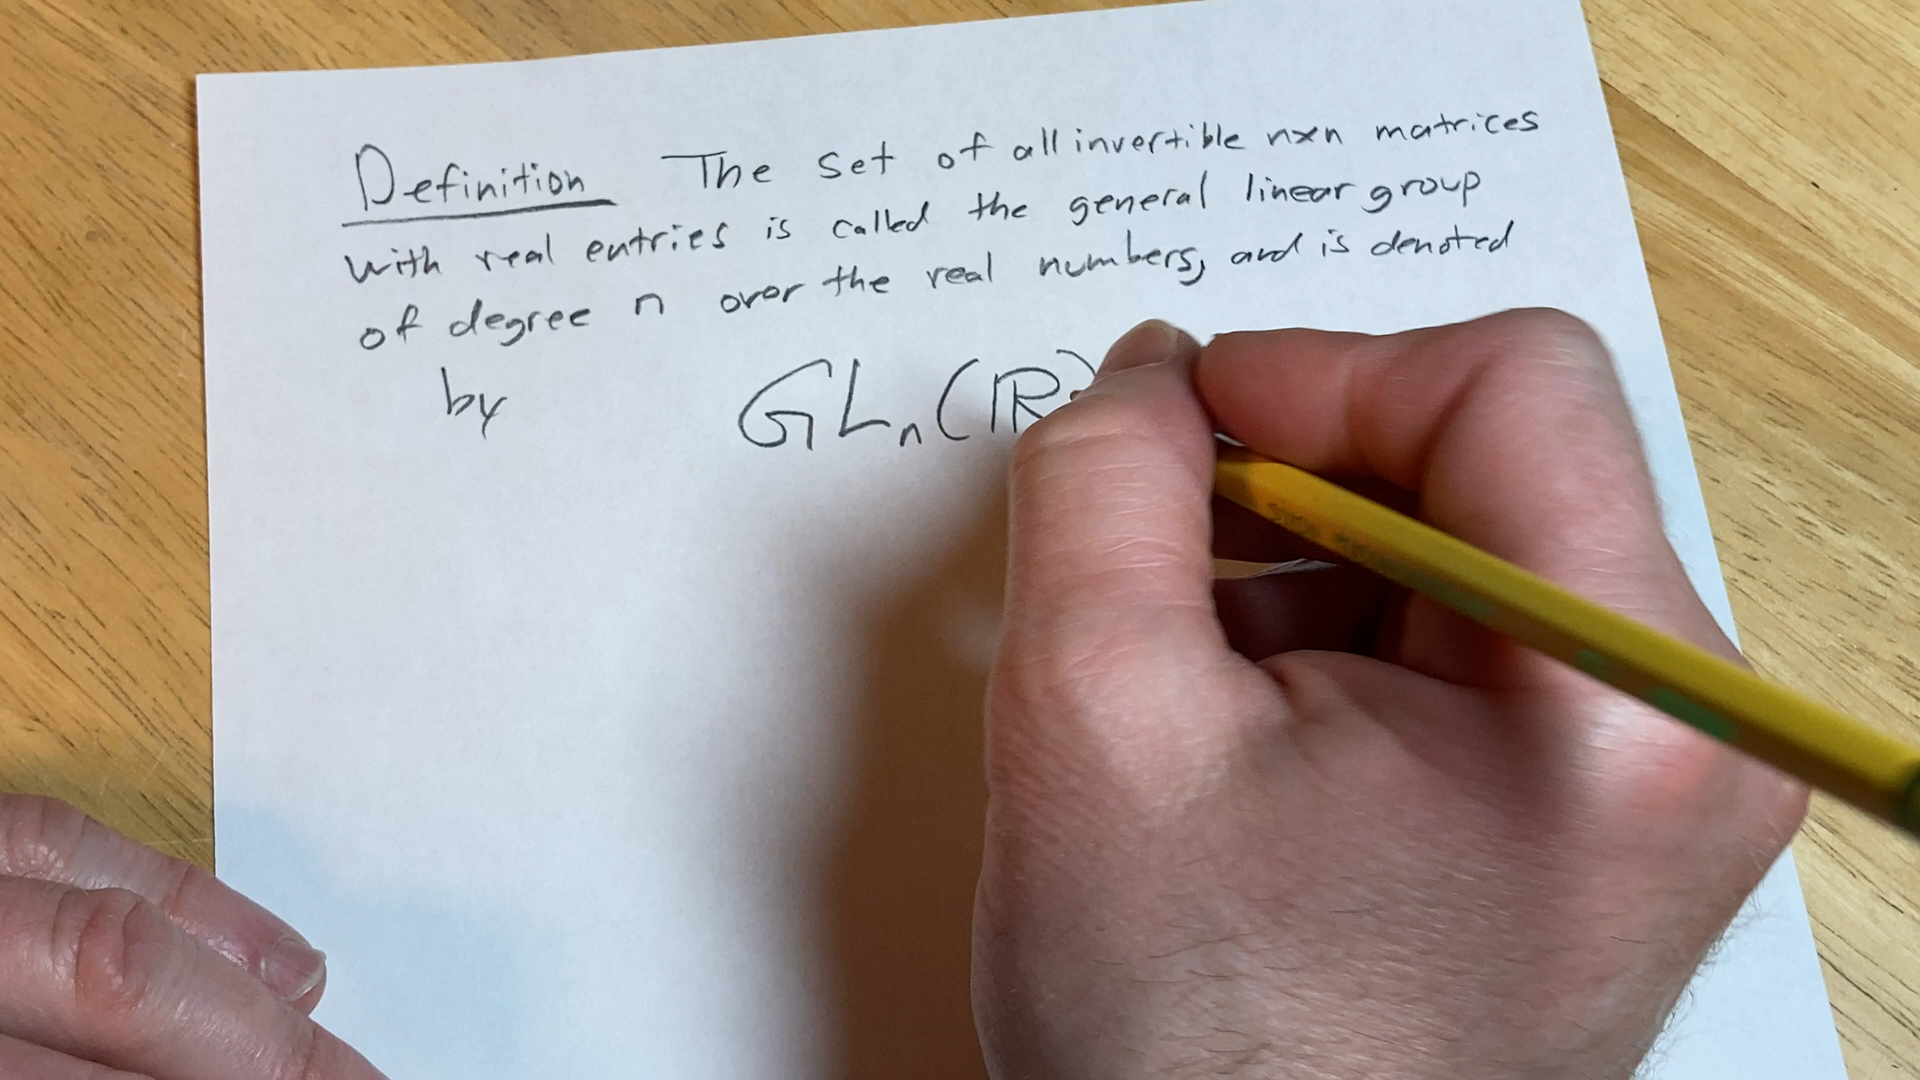 Definition The set of all invertible nxn matrices
with real entries is called the general linear group
of degree n over the real numbers, and is denoted
by GLn(ℝ)